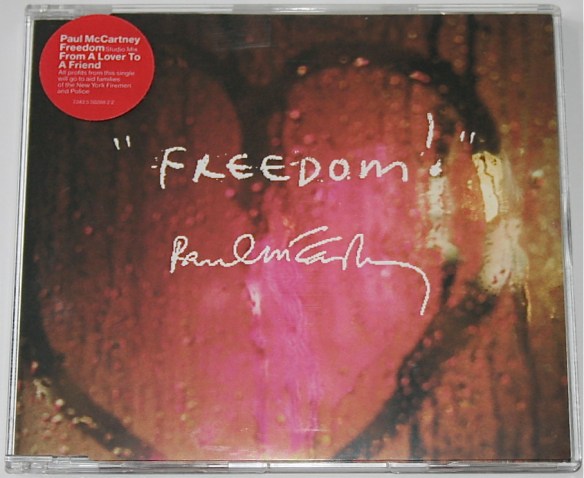 Paul McCartney
Freedom Studio Mix
From A Lover To
A Friend
All profits from this single
will go to aid families
of the New York Firemen
and Police
"FREEDOM!"
Paul McCartney